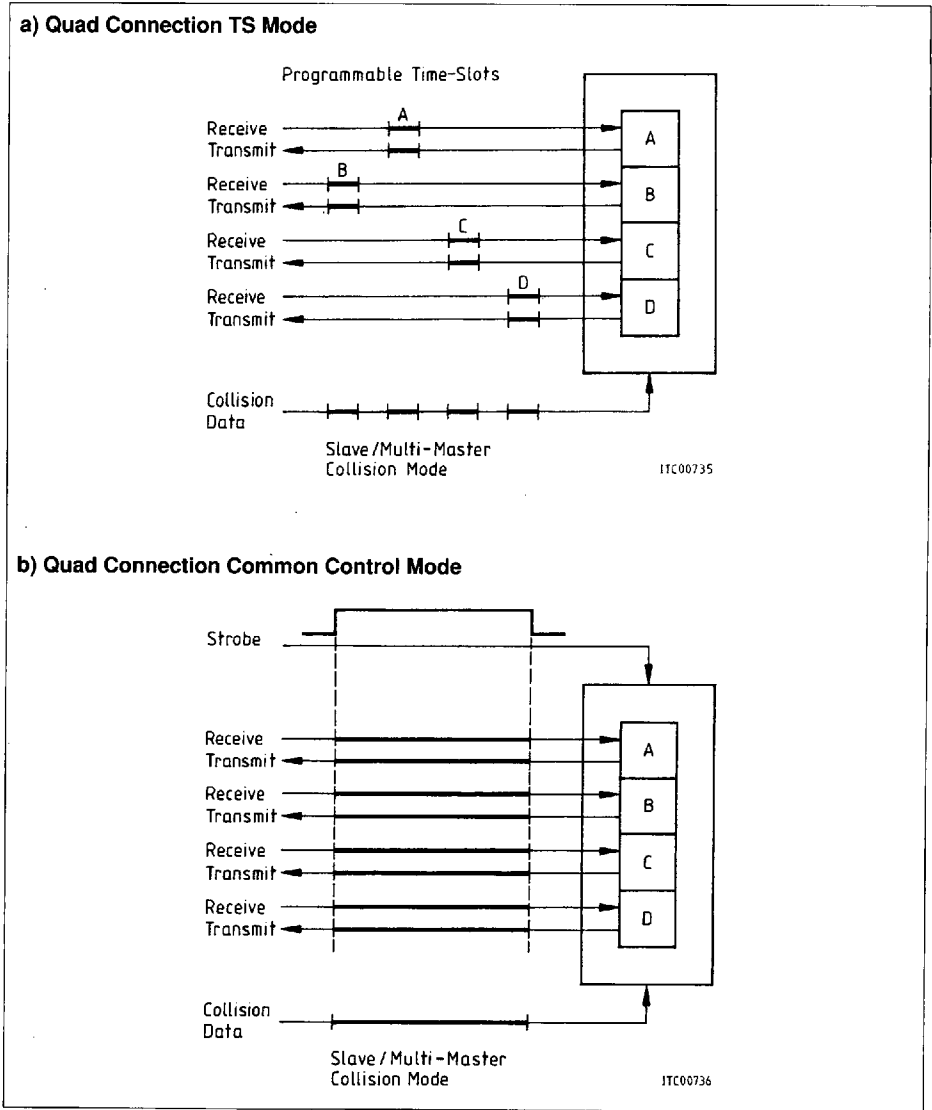 a) Quad Connection TS Mode
Programmable Time-Slots
A
Receive
Transmit
A
B
Receive
Transmit
B
C
Receive
Transmit
C
D
Receive
Transmit
D
Collision
Data
Slave/Multi-Master
Collision Mode
ITC00735
b) Quad Connection Common Control Mode
Strobe
Receive
Transmit
A
Receive
Transmit
B
Receive
Transmit
C
Receive
Transmit
D
Collision
Data
Slave/Multi-Master
Collision Mode
ITC00736